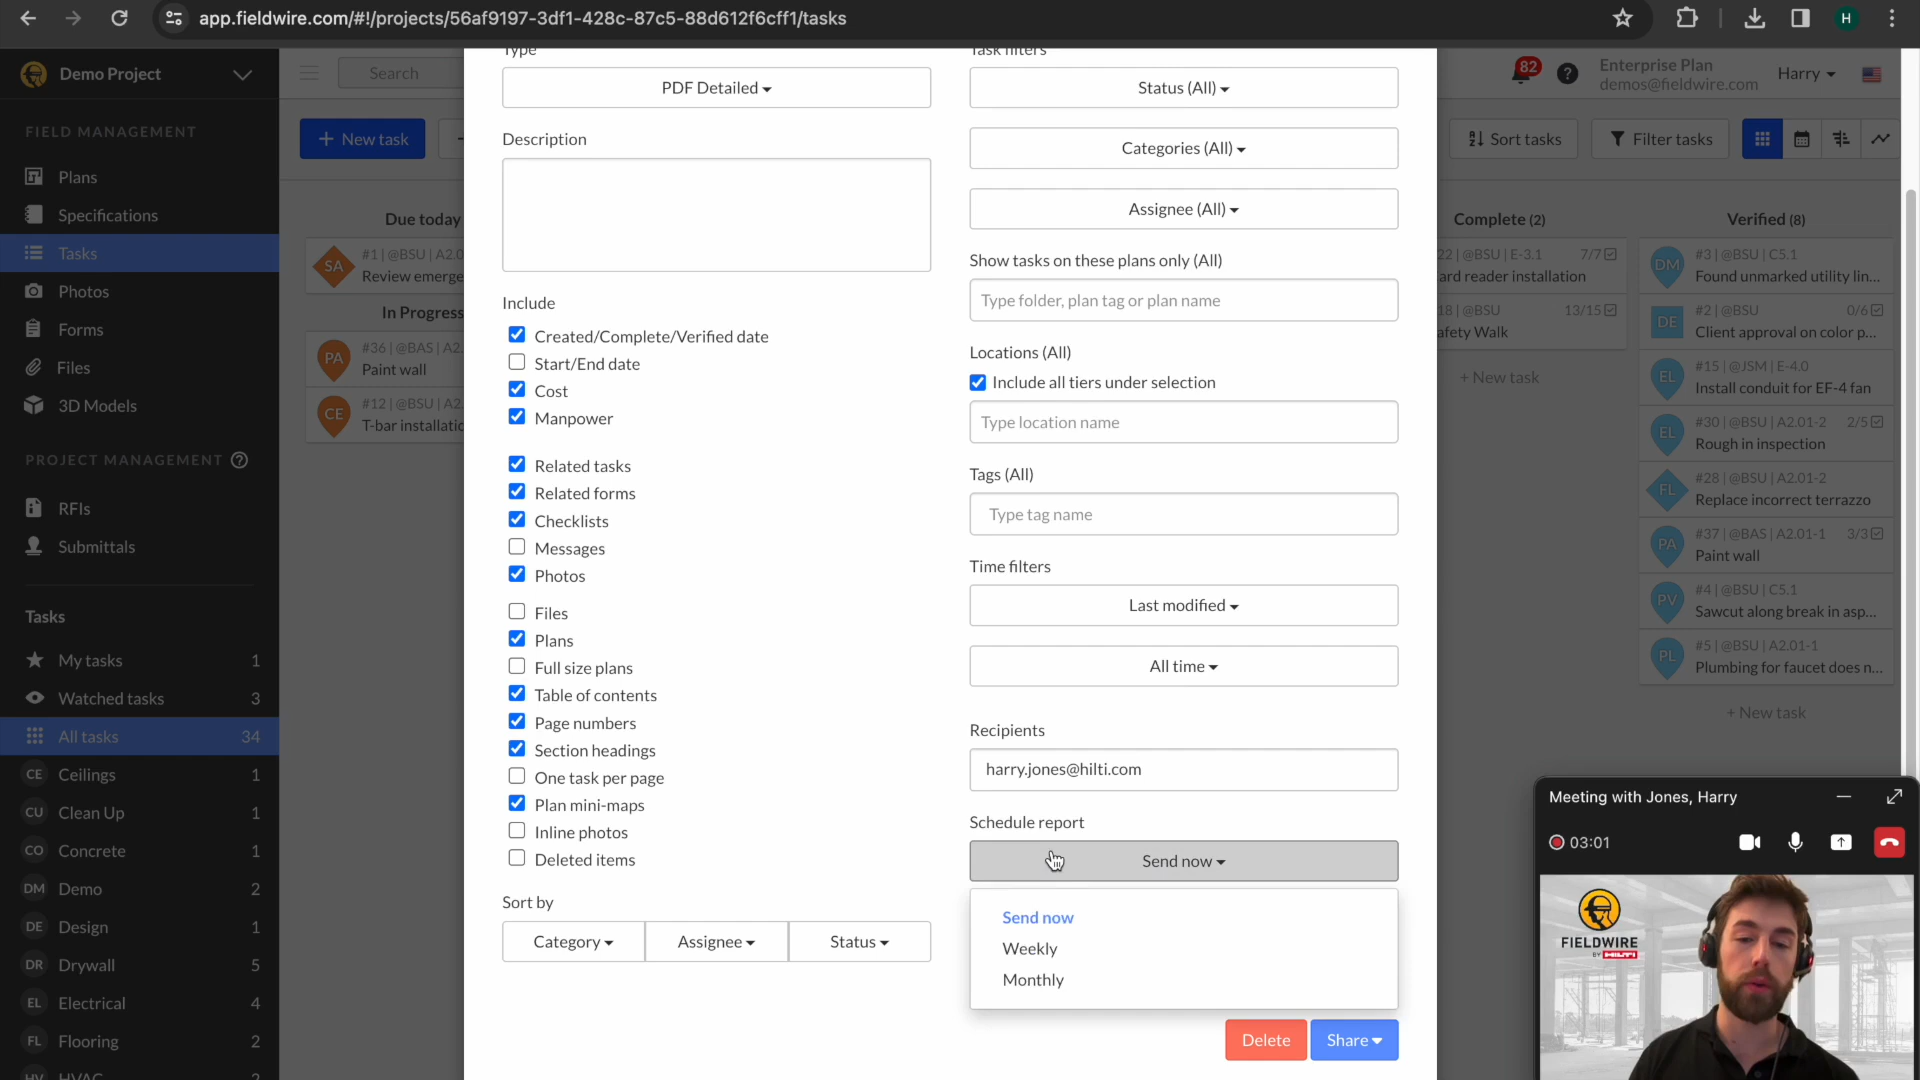 app.fieldwire.com/#!/projects/56af9197-3df1-428c-87c5-88d612f6cff1/tasks
H
Demo Project
Search
82
Enterprise Plan
demos@fieldwire.com
Harry
FIELD MANAGEMENT
Plans
Specifications
Tasks
Photos
Forms
Files
3D Models
PROJECT MANAGEMENT
RFIs
Submittals
Tasks
My tasks 1
Watched tasks 3
All tasks 34
CE Ceilings 1
CU Clean Up 1
CO Concrete 1
DM Demo 2
DE Design 1
DR Drywall 5
EL Electrical 4
FL Flooring 2
HV HVAC 2
+ New task
Due today
SA
#1 | @BSU | A2.0
Review emerge
In Progress
PA
#36 | @BAS | A2.
Paint wall
CE
#12 | @BSU | A2.
T-bar installatic
Type
PDF Detailed
Description
Include
Created/Complete/Verified date
Start/End date
Cost
Manpower
Related tasks
Related forms
Checklists
Messages
Photos
Files
Plans
Full size plans
Table of contents
Page numbers
Section headings
One task per page
Plan mini-maps
Inline photos
Deleted items
Sort by
Category
Assignee
Status
Task filters
Status (All)
Categories (All)
Assignee (All)
Show tasks on these plans only (All)
Type folder, plan tag or plan name
Locations (All)
Include all tiers under selection
Type location name
Tags (All)
Type tag name
Time filters
Last modified
All time
Recipients
harry.jones@hilti.com
Schedule report
Send now
Send now
Weekly
Monthly
Delete
Share
Sort tasks
Filter tasks
Complete (2)
22 | @BSU | E-3.1 7/7
ard reader installation
18 | @BSU 13/15
afety Walk
+ New task
Verified (8)
DM
#3 | @BSU | C5.1
Found unmarked utility lin...
DE
#2 | @BSU 0/6
Client approval on color p...
EL
#15 | @JSM | E-4.0
Install conduit for EF-4 fan
EL
#30 | @BSU | A2.01-2 2/5
Rough in inspection
FL
#28 | @BSU | A2.01-2
Replace incorrect terrazzo
PA
#37 | @BAS | A2.01-1 3/3
Paint wall
PV
#4 | @BSU | C5.1
Sawcut along break in asp...
PL
#5 | @BSU | A2.01-1
Plumbing for faucet does n...
+ New task
Meeting with Jones, Harry
03:01
FIELDWIRE
BY HILTI